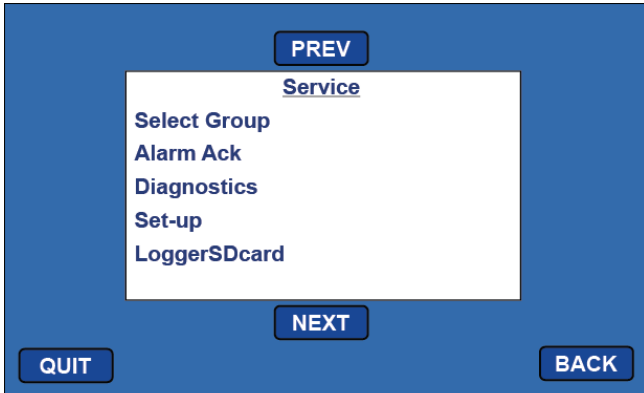 PREV
Service
Select Group
Alarm Ack
Diagnostics
Set-up
LoggerSDcard
NEXT
QUIT
BACK